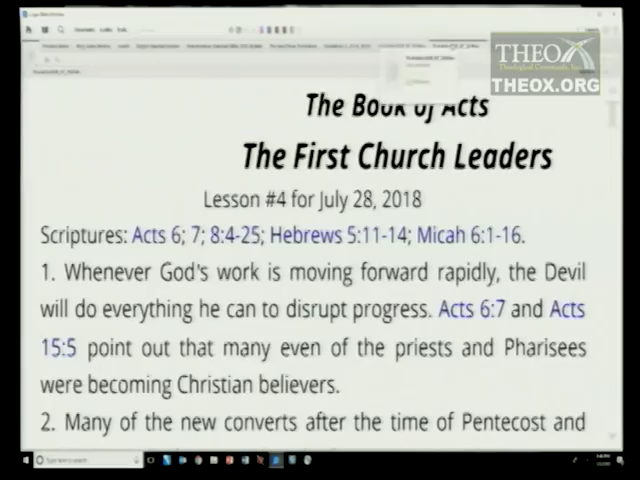 THEOX
THEOX.ORG
The Book of Acts
The First Church Leaders
Lesson #4 for July 28, 2018
Scriptures: Acts 6; 7; 8:4-25; Hebrews 5:11-14; Micah 6:1-16.
1. Whenever God's work is moving forward rapidly, the Devil
will do everything he can to disrupt progress. Acts 6:7 and Acts
15:5 point out that many even of the priests and Pharisees
were becoming Christian believers.
2. Many of the new converts after the time of Pentecost and